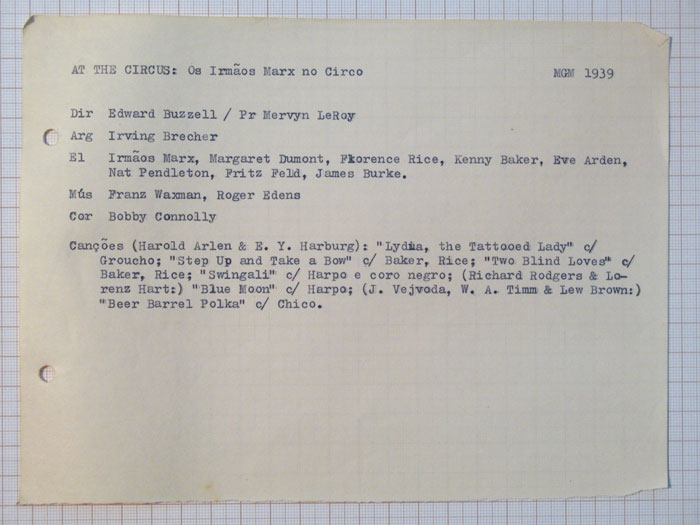 AT THE CIRCUS: Os Irmãos Marx no Circo MGM 1939
Dir Edward Buzzell / Pr Mervyn LeRoy
Arg Irving Brecher
El Irmãos Marx, Margaret Dumont, Florence Rice, Kenny Baker, Eve Arden,
Nat Pendleton, Fritz Feld, James Burke.
Mús Franz Waxman, Roger Edens
Cor Bobby Connolly
Canções (Harold Arlen & E. Y. Harburg): "Lydia, the Tattooed Lady" c/
Groucho; "Step Up and Take a Bow" c/ Baker, Rice; "Two Blind Loves" c/
Baker, Rice; "Swingali" c/ Harpo e coro negro; (Richard Rodgers & Lo-
renz Hart:) "Blue Moon" c/ Harpo; (J. Vejvoda, W. A. Timm & Lew Brown:)
"Beer Barrel Polka" c/ Chico.